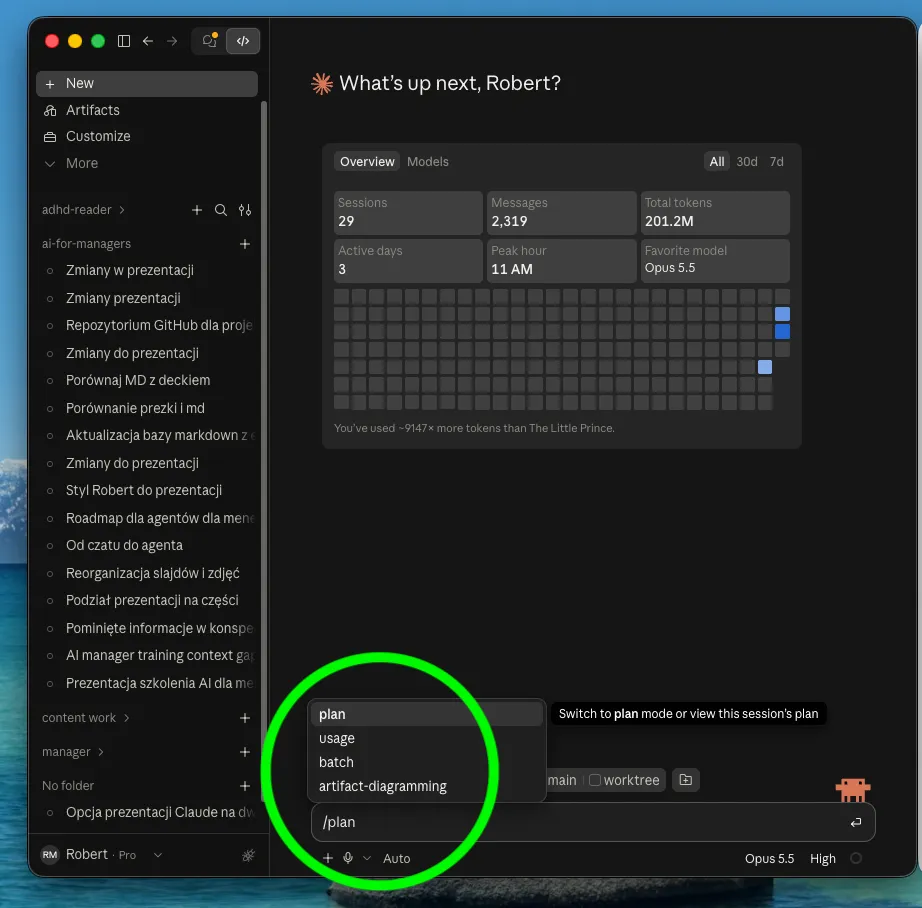 New
What's up next, Robert?
Artifacts
Customize
More
Overview Models All 30d 7d
Sessions
29
Messages
2,319
Total tokens
201.2M
Active days
3
Peak hour
11 AM
Favorite model
Opus 5.5
You've used ~9147× more tokens than The Little Prince.
adhd-reader
ai-for-managers
Zmiany w prezentacji
Zmiany prezentacji
Repozytorium GitHub dla proje
Zmiany do prezentacji
Porównaj MD z deckiem
Porównanie prezki i md
Aktualizacja bazy markdown z
Zmiany do prezentacji
Styl Robert do prezentacji
Roadmap dla agentów dla mene
Od czatu do agenta
Reorganizacja slajdów i zdjęć
Podział prezentacji na części
Pominięte informacje w konspe
AI manager training context ga
Prezentacja szkolenia AI dla me
content work
manager
No folder
Opcja prezentacji Claude na dw
RM Robert · Pro
plan
Switch to plan mode or view this session's plan
usage
batch
artifact-diagramming
main worktree
/plan
Auto
Opus 5.5 High